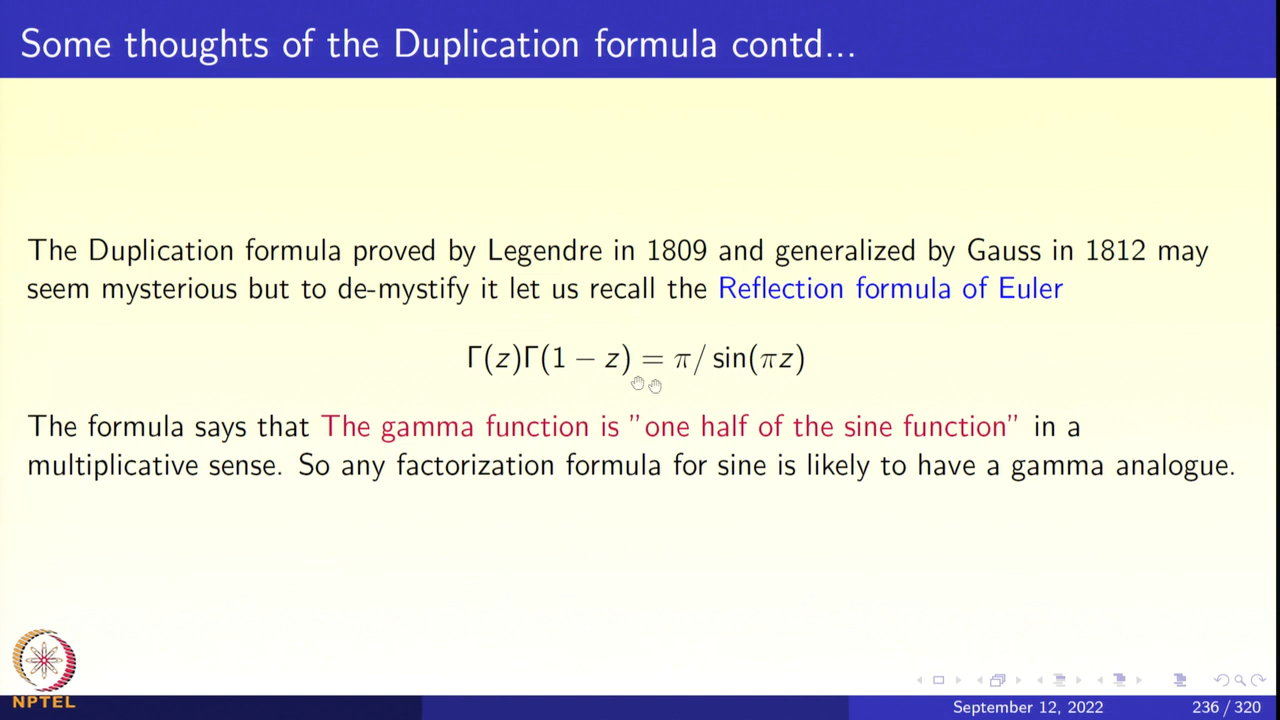 Some thoughts of the Duplication formula contd...
The Duplication formula proved by Legendre in 1809 and generalized by Gauss in 1812 may
seem mysterious but to de-mystify it let us recall the Reflection formula of Euler
Γ(z)Γ(1 − z) = π/ sin(πz)
The formula says that The gamma function is ”one half of the sine function” in a
multiplicative sense. So any factorization formula for sine is likely to have a gamma analogue.
NPTEL
September 12, 2022 236 / 320